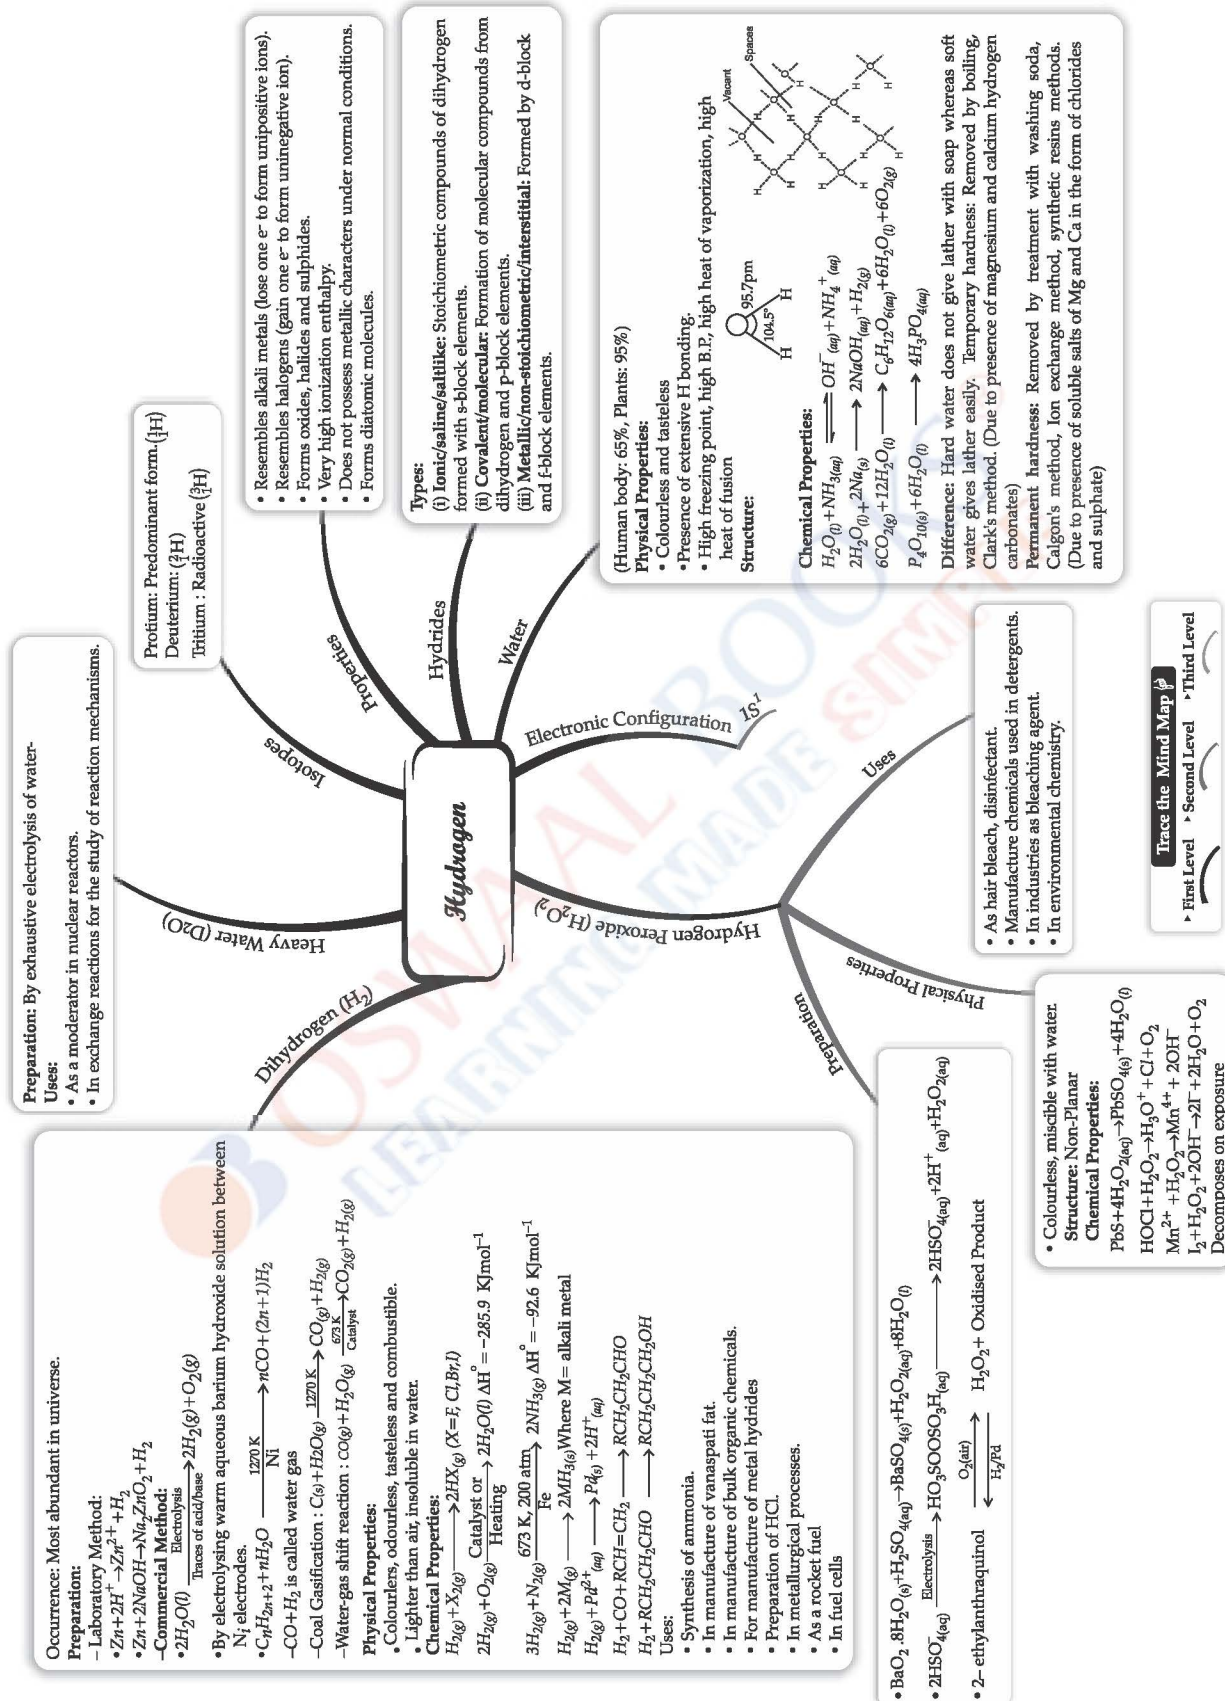 Hydrogen
Dihydrogen (H₂)
Occurrence: Most abundant in universe.
Preparation:
– Laboratory Method:
•Zn+2H⁺→Zn²⁺+H₂
•Zn+2NaOH→Na₂ZnO₂+H₂
–Commercial Method:
•2H₂O(l) Electrolysis Traces of acid/base →2H₂(g)+O₂(g)
•By electrolysing warm aqueous barium hydroxide solution between
Nᵢ electrodes.
•CₙH₂ₙ₊₂+nH₂O 1270 K Ni →nCO+(2n+1)H₂
–CO+H₂ is called water gas
–Coal Gasification : C(s)+H2O(g) 1270 K →CO(g)+H₂(g)
–Water-gas shift reaction : CO(g)+H₂O(g) 673 K Catalyst →CO₂(g)+H₂(g)
Physical Properties:
• Colourlers, odourless, tasteless and combustible.
• Lighter than air, insoluble in water.
Chemical Properties:
H₂(g)+X₂(g)→2HX(g) (X=F, Cl,Br,I)
2H₂(g)+O₂(g) Catalyst or Heating →2H₂O(l) ΔH°=–285.9 KJmol⁻¹
3H₂(g)+N₂(g) 673 K, 200 atm Fe →2NH₃(g) ΔH°=–92.6 KJmol⁻¹
H₂(g)+2M(g)→2MH₃(s)Where M= alkali metal
H₂(g)+Pd²⁺(aq)→Pd(s)+2H⁺(aq)
H₂+CO+RCH=CH₂→RCH₂CH₂CHO
H₂+RCH₂CH₂CHO→RCH₂CH₂CH₂OH
Uses:
• Synthesis of ammonia.
• In manufacture of vanaspati fat.
• In manufacture of bulk organic chemicals.
• For manufacture of metal hydrides
• Preparation of HCl.
• In metallurgical processes.
• As a rocket fuel
• In fuel cells
Heavy Water (D2O)
Preparation: By exhaustive electrolysis of water-
Uses:
• As a moderator in nuclear reactors.
• In exchange reactions for the study of reaction mechanisms.
Isotopes
Protium: Predominant form.(¹₁H)
Deuterium: (²₁H)
Tritium : Radioactive (³₁H)
Properties
• Resembles alkali metals (lose one e⁻ to form unipositive ions).
• Resembles halogens (gain one e⁻ to form uninegative ion).
• Forms oxides, halides and sulphides.
• Very high ionization enthalpy.
• Does not possess metallic characters under normal conditions.
• Forms diatomic molecules.
Hydrides
Types:
(i) Ionic/saline/saltlike: Stoichiometric compounds of dihydrogen
formed with s-block elements.
(ii) Covalent/molecular: Formation of molecular compounds from
dihydrogen and p-block elements.
(iii) Metallic/non-stoichiometric/interstitial: Formed by d-block
and f-block elements.
Water
(Human body: 65%, Plants: 95%)
Physical Properties:
• Colourless and tasteless
•Presence of extensive H bonding.
• High freezing point, high B.P., high heat of vaporization, high
heat of fusion
Structure:
95.7pm
104.5°
H H
Vacant Spaces
Chemical Properties:
H₂O(l)+NH₃(aq)⇌OH⁻(aq)+NH₄⁺(aq)
2H₂O(l)+2Na(s)→2NaOH(aq)+H₂(g)
6CO₂(g)+12H₂O(l)→C₆H₁₂O₆(aq)+6H₂O(l)+6O₂(g)
P₄O₁₀(s)+6H₂O(l)→4H₃PO₄(aq)
Difference: Hard water does not give lather with soap whereas soft
water gives lather easily. Temporary hardness: Removed by boiling,
Clark's method. (Due to presence of magnesium and calcium hydrogen
carbonates)
Permanent hardness: Removed by treatment with washing soda,
Calgon's method, Ion exchange method, synthetic resins methods.
(Due to presence of soluble salts of Mg and Ca in the form of chlorides
and sulphate)
Electronic Configuration
1S¹
Hydrogen Peroxide (H₂O₂)
Uses
• As hair bleach, disinfectant.
• Manufacture chemicals used in detergents.
• In industries as bleaching agent.
• In environmental chemistry.
Physical Properties
• Colourless, miscible with water.
Structure: Non-Planar
Chemical Properties:
PbS+4H₂O₂(aq)→PbSO₄(s)+4H₂O(l)
HOCl+H₂O₂→H₃O⁺+Cl+O₂
Mn²⁺+H₂O₂→Mn⁴⁺+2OH⁻
I₂+H₂O₂+2OH⁻→2I⁻+2H₂O+O₂
Decomposes on exposure
Preparation
• BaO₂.8H₂O(s)+H₂SO₄(aq)→BaSO₄(s)+H₂O₂(aq)+8H₂O(l)
• 2HSO₄⁻(aq) Electrolysis →HO₃SOOSO₃H(aq)→2HSO₄⁻(aq)+2H⁺(aq)+H₂O₂(aq)
• 2– ethylanthraquinol O₂(air) ⇌ H₂/Pd H₂O₂+ Oxidised Product
Trace the Mind Map
▸ First Level ▸ Second Level ▸Third Level
OSWAAL BOOKS®
LEARNING MADE SIMPLE